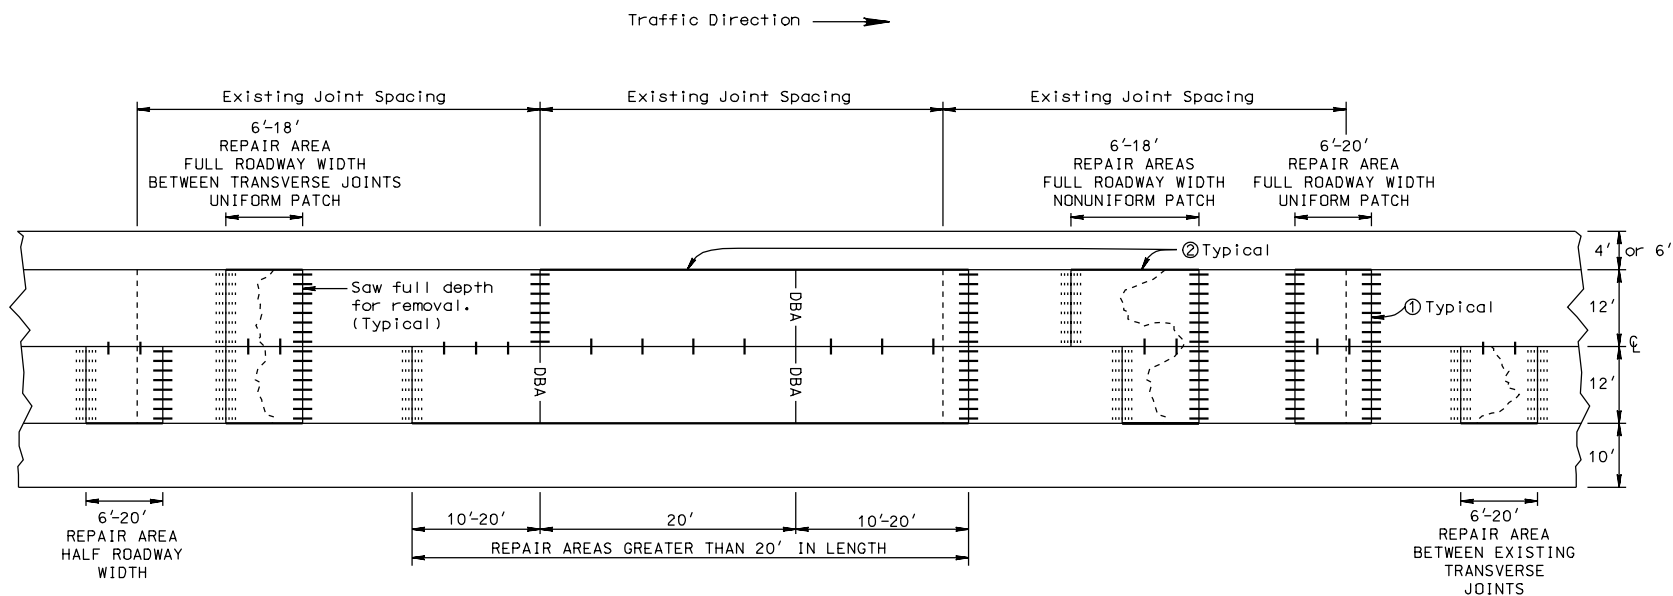 Traffic Direction
Existing Joint Spacing
Existing Joint Spacing
Existing Joint Spacing
6'-18'
REPAIR AREA
FULL ROADWAY WIDTH
BETWEEN TRANSVERSE JOINTS
UNIFORM PATCH
6'-18'
REPAIR AREAS
FULL ROADWAY WIDTH
NONUNIFORM PATCH
6'-20'
REPAIR AREA
FULL ROADWAY WIDTH
UNIFORM PATCH
② Typical
4' or 6'
Saw full depth
for removal.
(Typical)
DBA
① Typical
12'
℄
DBA
DBA
12'
10'
6'-20'
REPAIR AREA
HALF ROADWAY
WIDTH
10'-20'
20'
10'-20'
REPAIR AREAS GREATER THAN 20' IN LENGTH
6'-20'
REPAIR AREA
BETWEEN EXISTING
TRANSVERSE
JOINTS